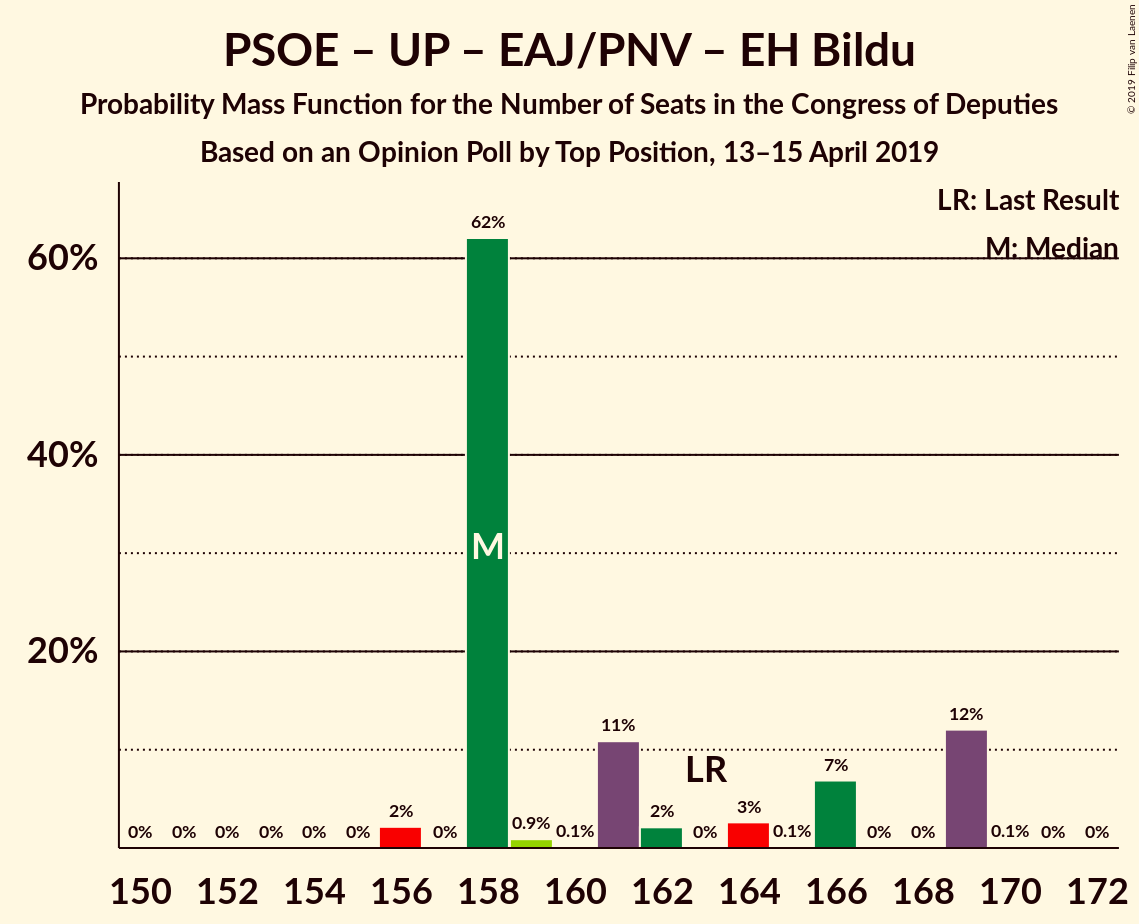 PSOE – UP – EAJ/PNV – EH Bildu
Probability Mass Function for the Number of Seats in the Congress of Deputies
Based on an Opinion Poll by Top Position, 13–15 April 2019
© 2019 Filip van Laenen
LR: Last Result
M: Median
60%
40%
20%
0% 0% 0% 0% 0% 0% 2% 0% 62% 0.9% 0.1% 11% 2% 0% 3% 0.1% 7% 0% 0% 12% 0.1% 0% 0%
M
LR
150 152 154 156 158 160 162 164 166 168 170 172